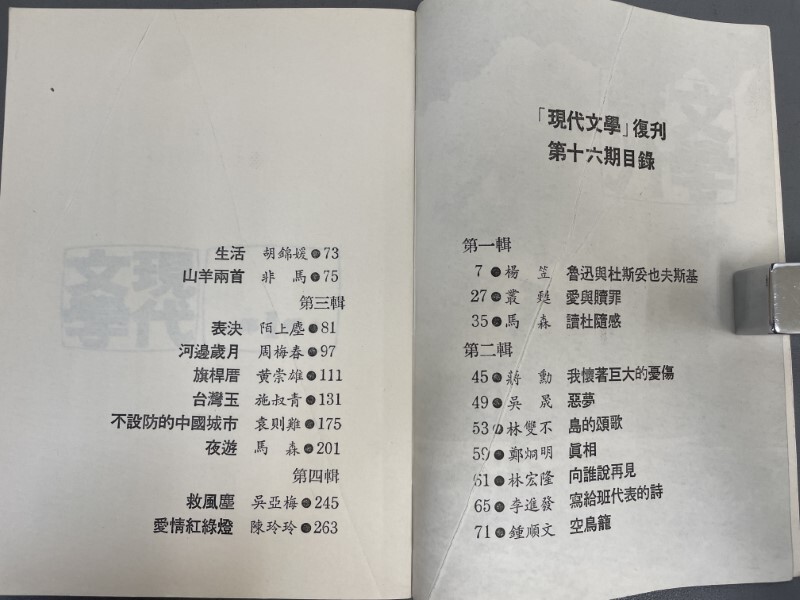 「現代文學」復刊
第十六期目錄
第一輯
7 楊 笠 魯迅與杜斯妥也夫斯基
27 叢 甦 愛與贖罪
35 馬 森 讀杜隨感
第二輯
45 蔣 勳 我懷著巨大的憂傷
49 吳 晟 惡夢
53 林雙不 島的頌歌
59 鄭炯明 眞相
61 林宏隆 向誰說再見
65 李進發 寫給班代表的詩
71 鍾順文 空鳥籠
生活 胡錦媛 73
山羊兩首 非 馬 75
第三輯
表決 陌上塵 81
河邊歲月 周梅春 97
旗桿厝 黃崇雄 111
台灣玉 施叔青 131
不設防的中國城市 袁則難 175
夜遊 馬 森 201
第四輯
救風塵 吳亞梅 245
愛情紅綠燈 陳玲玲 263